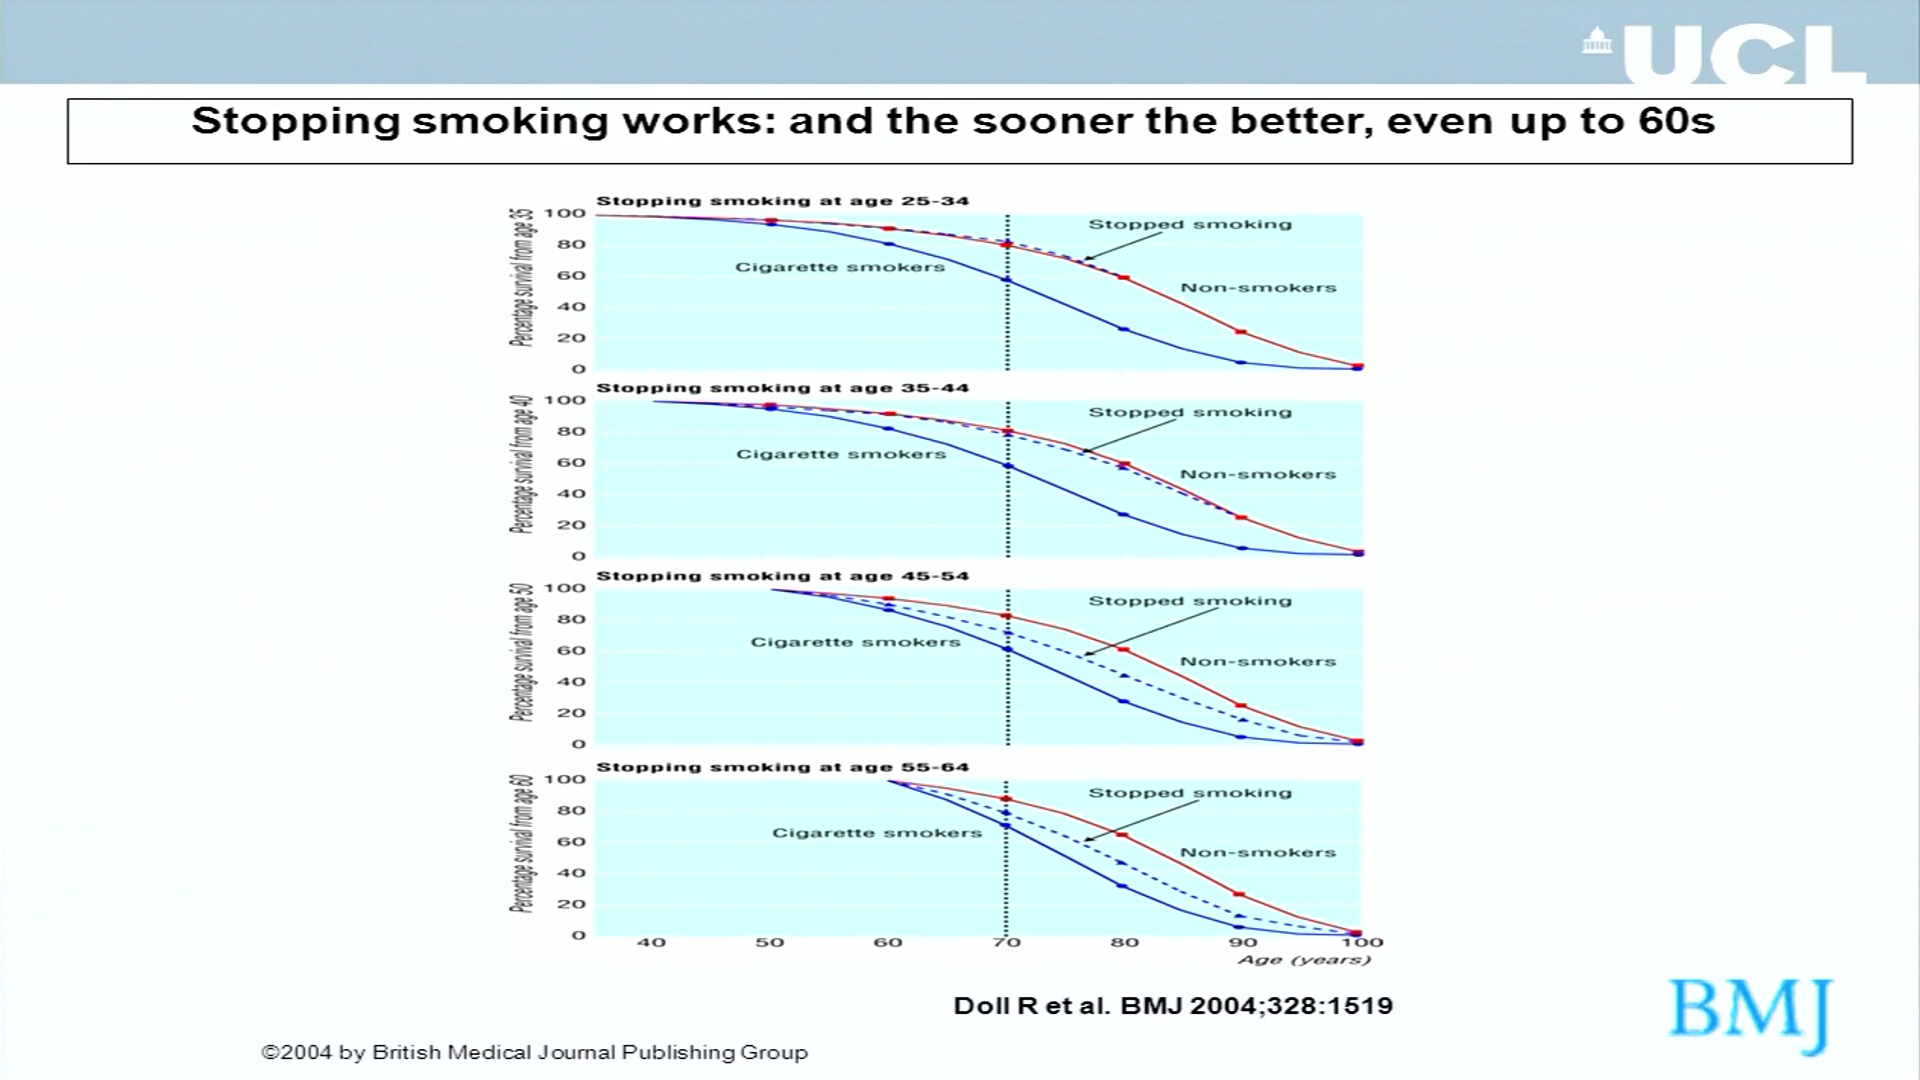 UCL
Stopping smoking works: and the sooner the better, even up to 60s
Stopping smoking at age 25-34
Percentage survival from age 35
100
80
60
40
20
0
Stopped smoking
Cigarette smokers
Non-smokers
Stopping smoking at age 35-44
Percentage survival from age 40
100
80
60
40
20
0
Stopped smoking
Cigarette smokers
Non-smokers
Stopping smoking at age 45-54
Percentage survival from age 50
100
80
60
40
20
0
Stopped smoking
Cigarette smokers
Non-smokers
Stopping smoking at age 55-64
Percentage survival from age 60
100
80
60
40
20
0
Stopped smoking
Cigarette smokers
Non-smokers
40 50 60 70 80 90 100
Age (years)
Doll R et al. BMJ 2004;328:1519
BMJ
©2004 by British Medical Journal Publishing Group